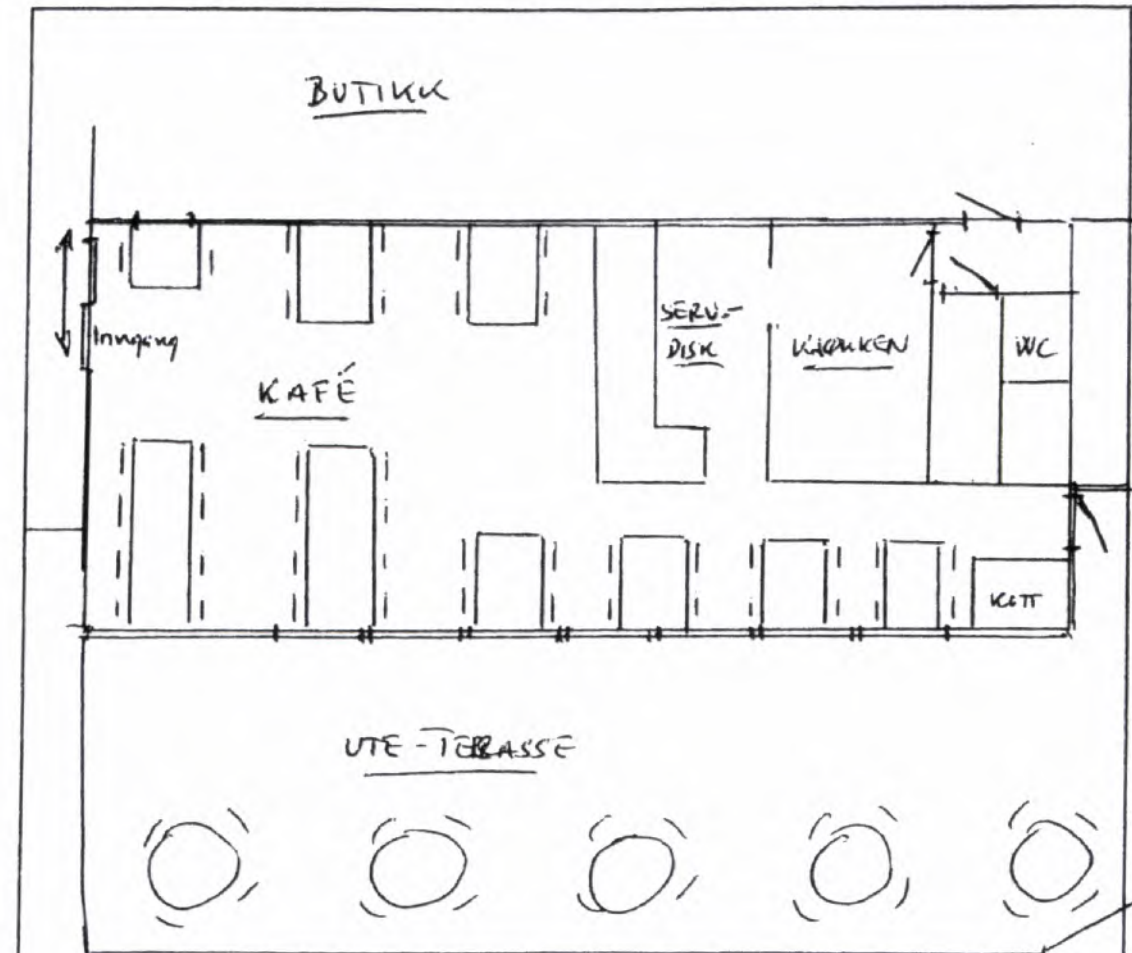 BUTIKK
Inngang
KAFÉ
SERV.-
DISK
KJØKKEN
WC
KOTT
UTE-TERRASSE